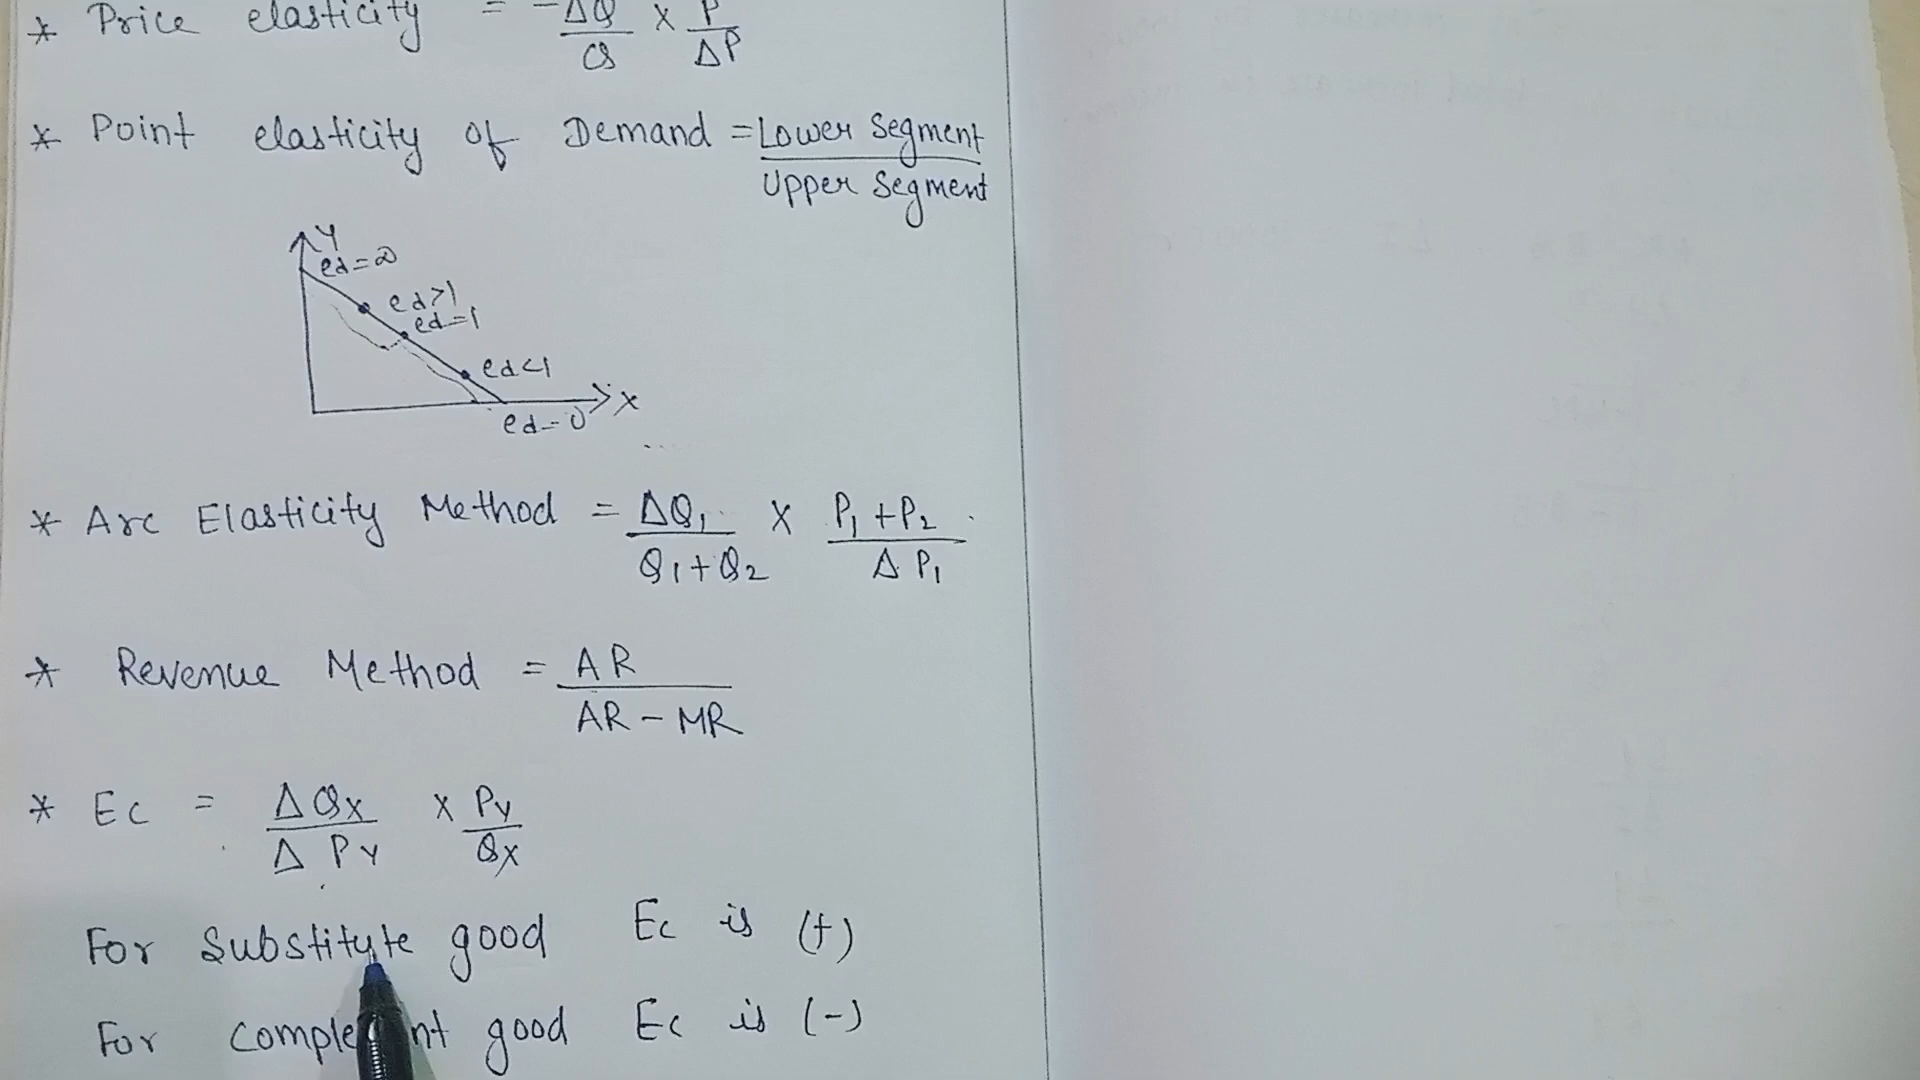 * Price elasticity = -ΔQ/Q × P/ΔP
* Point elasticity of Demand = Lower Segment/Upper Segment
Y
ed=∞
ed>1
ed=1
ed<1
X
ed=0
* Arc Elasticity Method = ΔQ₁/Q₁+Q₂ × P₁+P₂/ΔP₁
* Revenue Method = AR/AR-MR
* Ec = ΔQx/ΔPy × Py/Qx
For Substitute good Ec is (+)
For good Ec is (-)